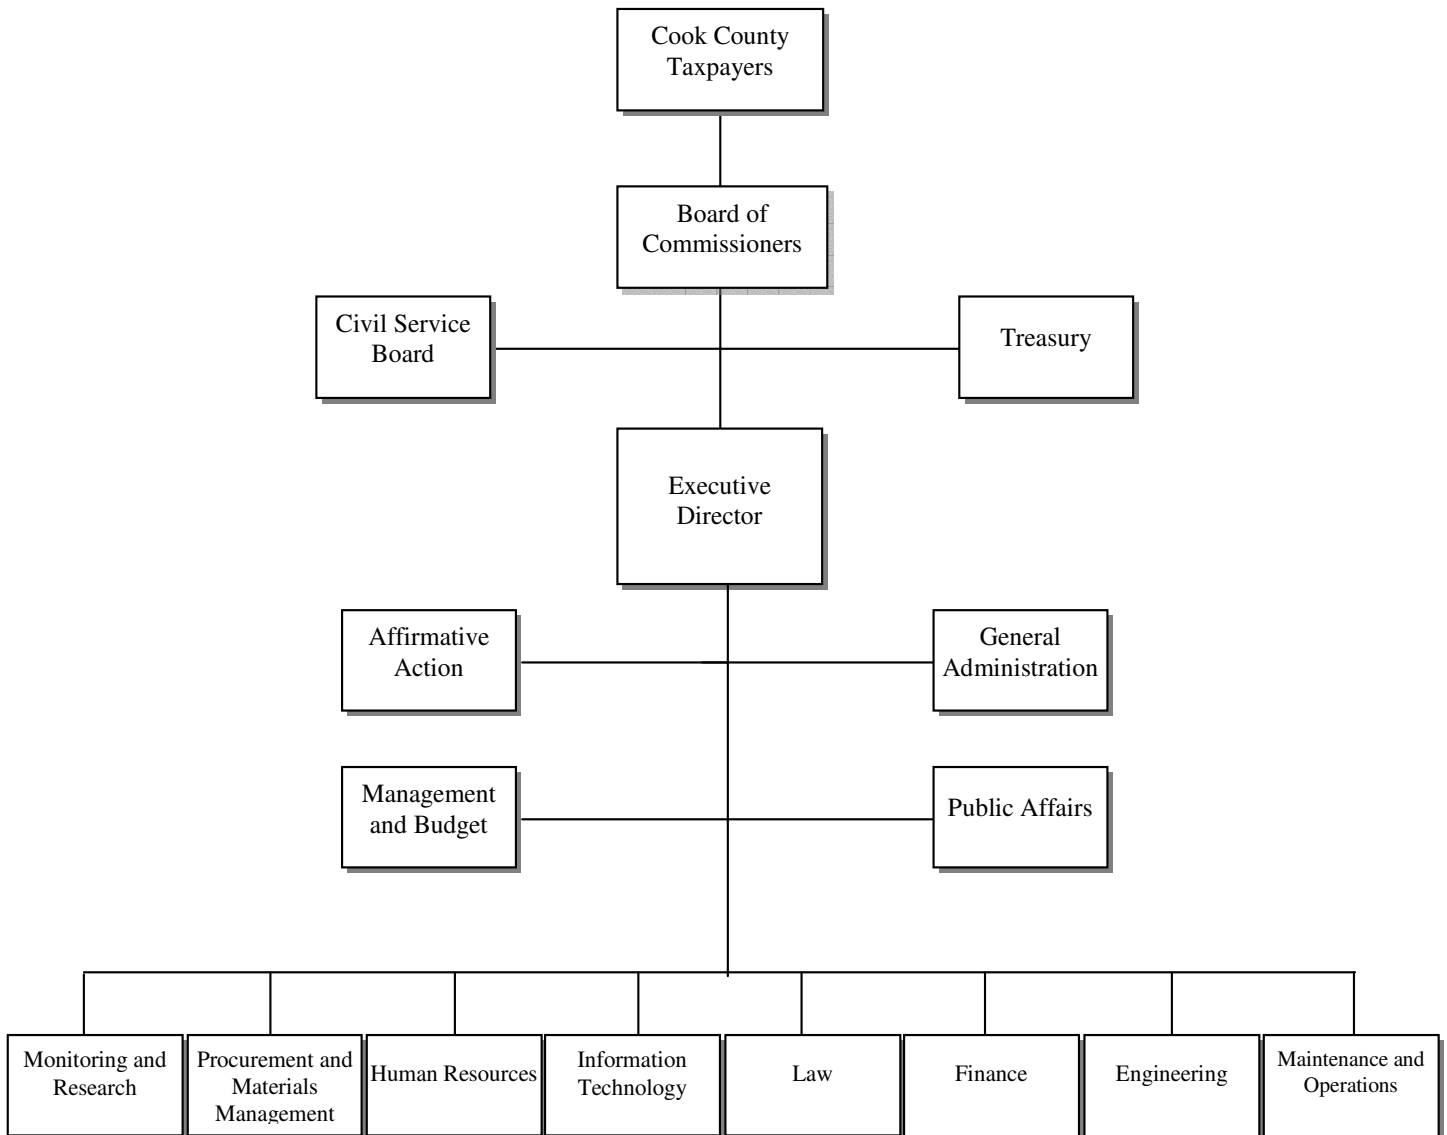 Cook County
Taxpayers
Board of
Commissioners
Civil Service
Board
Treasury
Executive
Director
Affirmative
Action
General
Administration
Management
and Budget
Public Affairs
Monitoring and
Research
Procurement and
Materials
Management
Human Resources
Information
Technology
Law
Finance
Engineering
Maintenance and
Operations